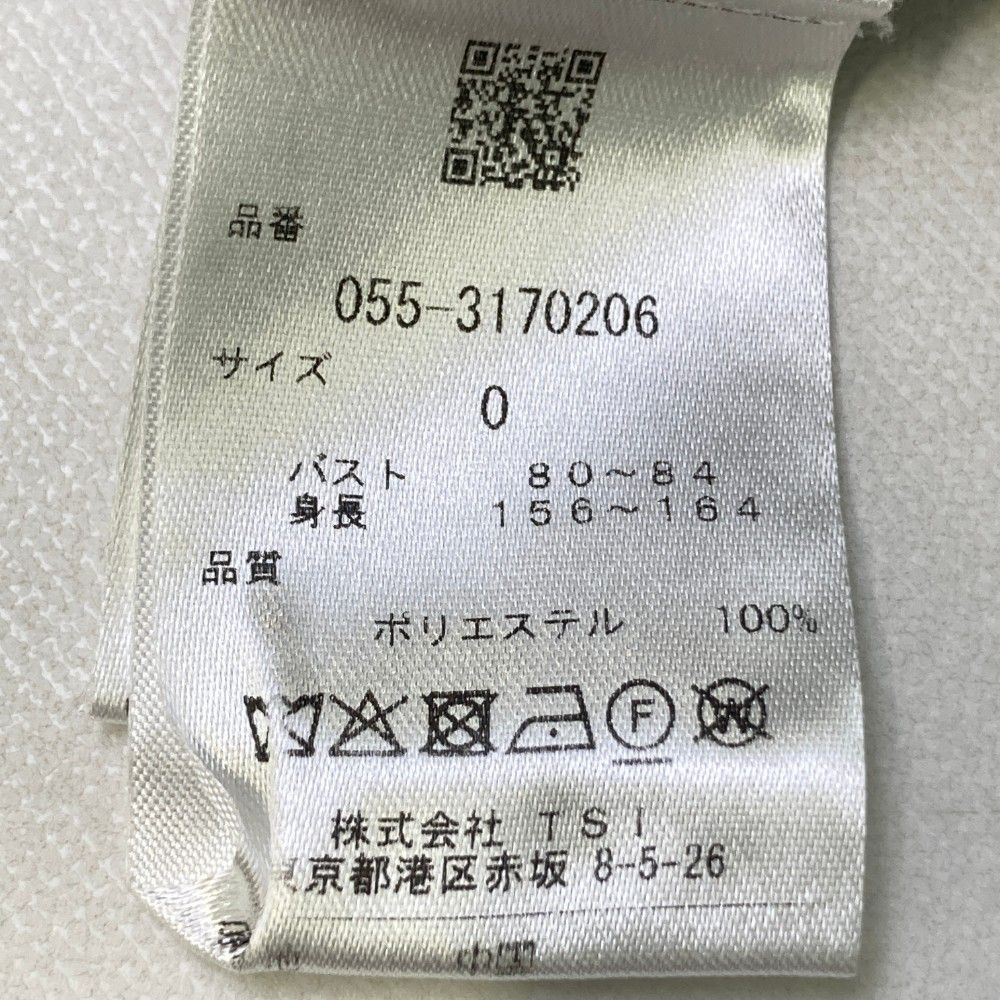 品番
055-3170206
サイズ
0
バスト 80～84
身長 156～164
品質
ポリエステル 100%
F
W
株式会社 TSI
京都港区赤坂 8-5-26